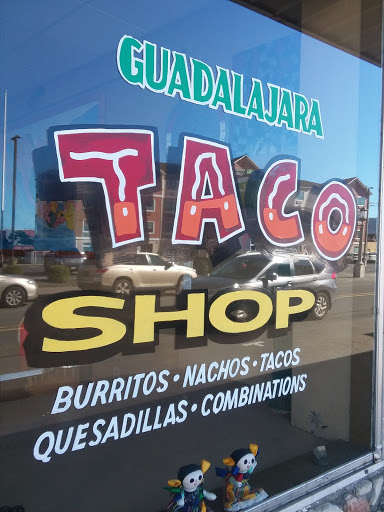 GUADALAJARA
TACO
SHOP
BURRITOS • NACHOS • TACOS
QUESADILLAS • COMBINATIONS